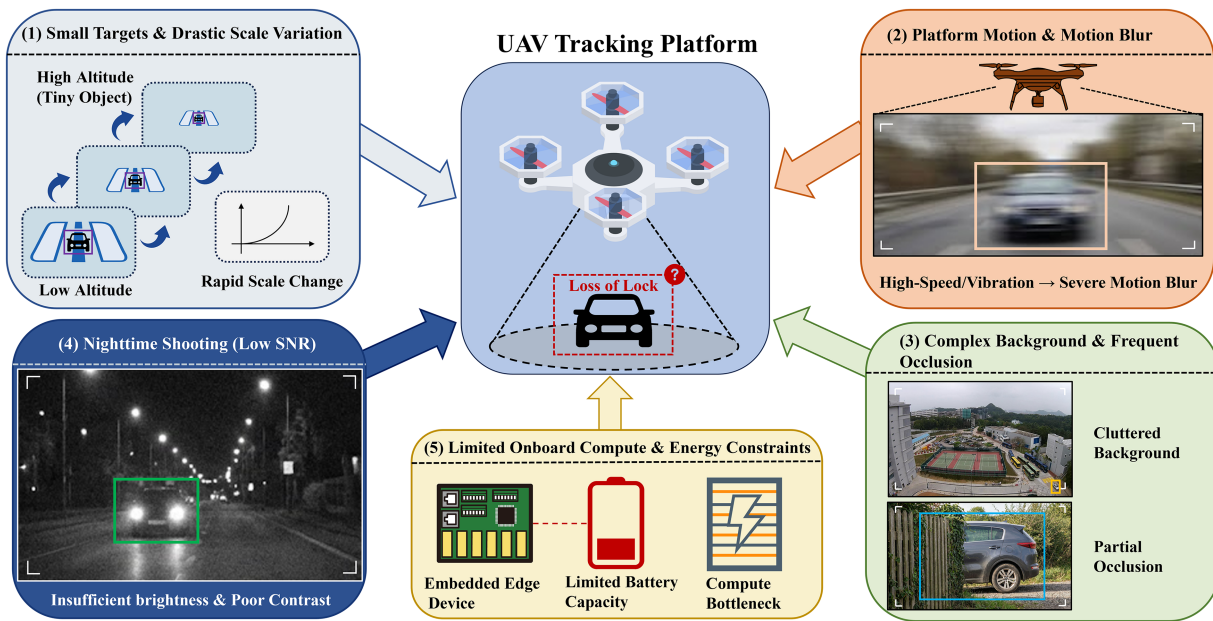 (1) Small Targets & Drastic Scale Variation
High Altitude
(Tiny Object)
Low Altitude
Rapid Scale Change
UAV Tracking Platform
Loss of Lock
?
(2) Platform Motion & Motion Blur
High-Speed/Vibration → Severe Motion Blur
(4) Nighttime Shooting (Low SNR)
Insufficient brightness & Poor Contrast
(5) Limited Onboard Compute & Energy Constraints
Embedded Edge
Device
Limited Battery
Capacity
Compute
Bottleneck
(3) Complex Background & Frequent
Occlusion
Cluttered
Background
Partial
Occlusion